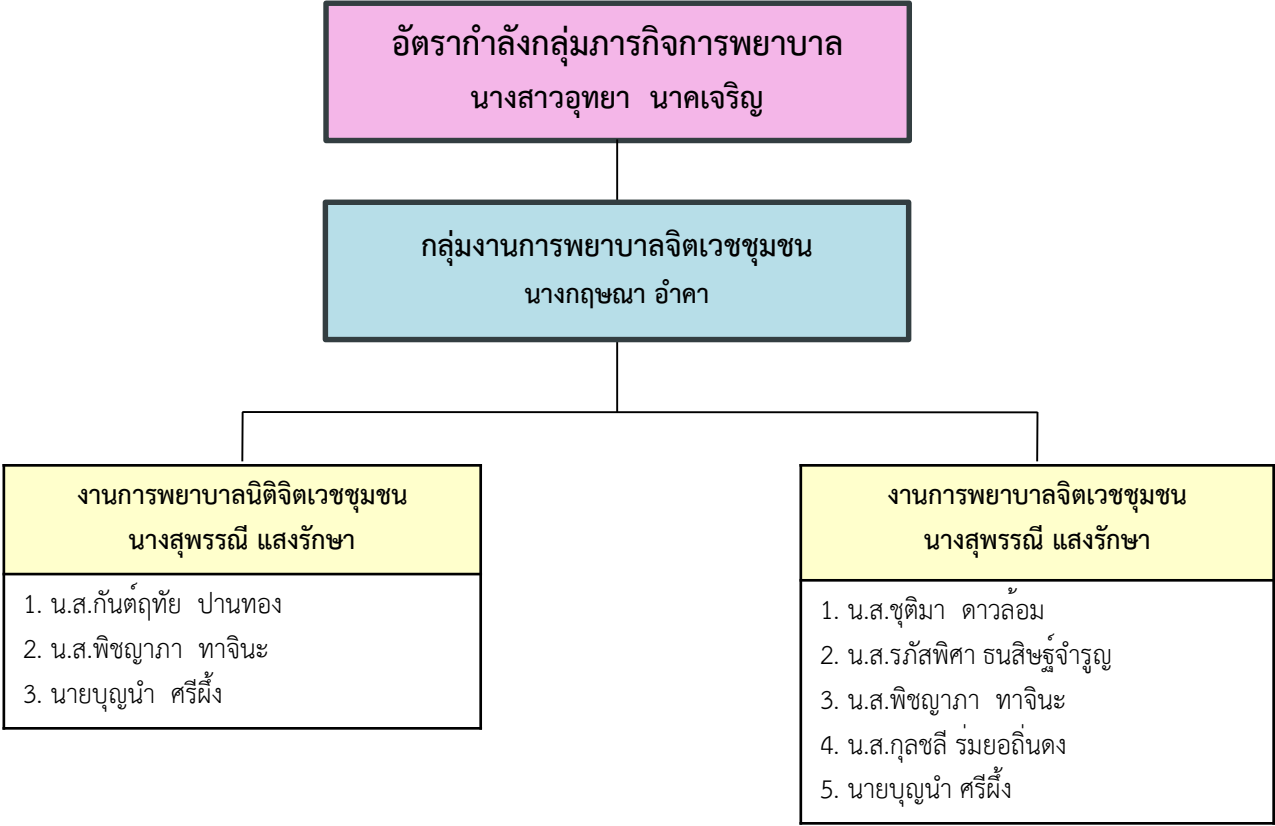 อัตรากำลังกลุ่มภารกิจการพยาบาล
นางสาวอุทยา นาคเจริญ
กลุ่มงานการพยาบาลจิตเวชชุมชน
นางกฤษณา อำคา
งานการพยาบาลนิติจิตเวชชุมชน
นางสุพรรณี แสงรักษา
1. น.ส.กันต์ฤทัย ปานทอง
2. น.ส.พิชญาภา ทาจินะ
3. นายบุญนำ ศรีผึ้ง
งานการพยาบาลจิตเวชชุมชน
นางสุพรรณี แสงรักษา
1. น.ส.ชุติมา ดาวล้อม
2. น.ส.รภัสพิศา ธนสิษฐ์จำรูญ
3. น.ส.พิชญาภา ทาจินะ
4. น.ส.กุลชลี ร่มยอถิ่นดง
5. นายบุญนำ ศรีผึ้ง